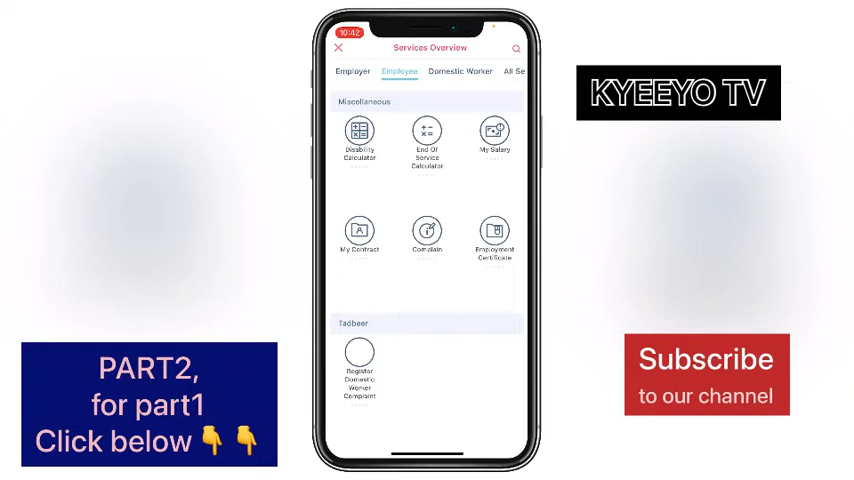 10:42
Services Overview
Employer Employee Domestic Worker All Se
Miscellaneous
Disability
Calculator
End Of
Service
Calculator
My Salary
My Contract
Complain
Employment
Certificate
Tadbeer
Register
Domestic
Worker
Complaint
KYEEYO TV
PART2,
for part1
Click below👇👇
Subscribe
to our channel